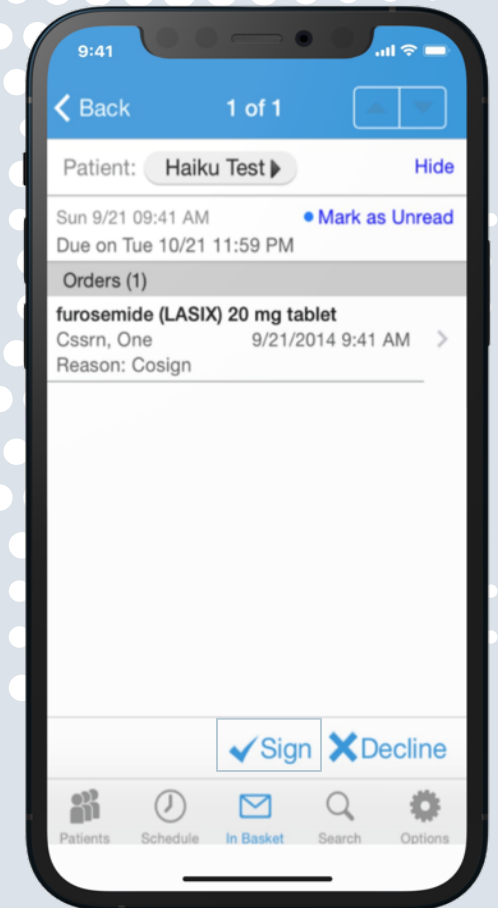 9:41
Back 1 of 1
Patient: Haiku Test Hide
Sun 9/21 09:41 AM Mark as Unread
Due on Tue 10/21 11:59 PM
Orders (1)
furosemide (LASIX) 20 mg tablet
Cssrn, One 9/21/2014 9:41 AM
Reason: Cosign
Sign Decline
Patients Schedule In Basket Search Options